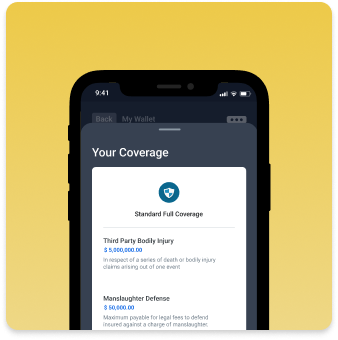 9:41
Back My Wallet
Your Coverage
Standard Full Coverage
Third Party Bodily Injury
$ 5,000,000.00
In respect of a series of death or bodily injury
claims arising out of one event
Manslaughter Defense
$ 50,000.00
Maximum payable for legal fees to defend
insured against a charge of manslaughter.